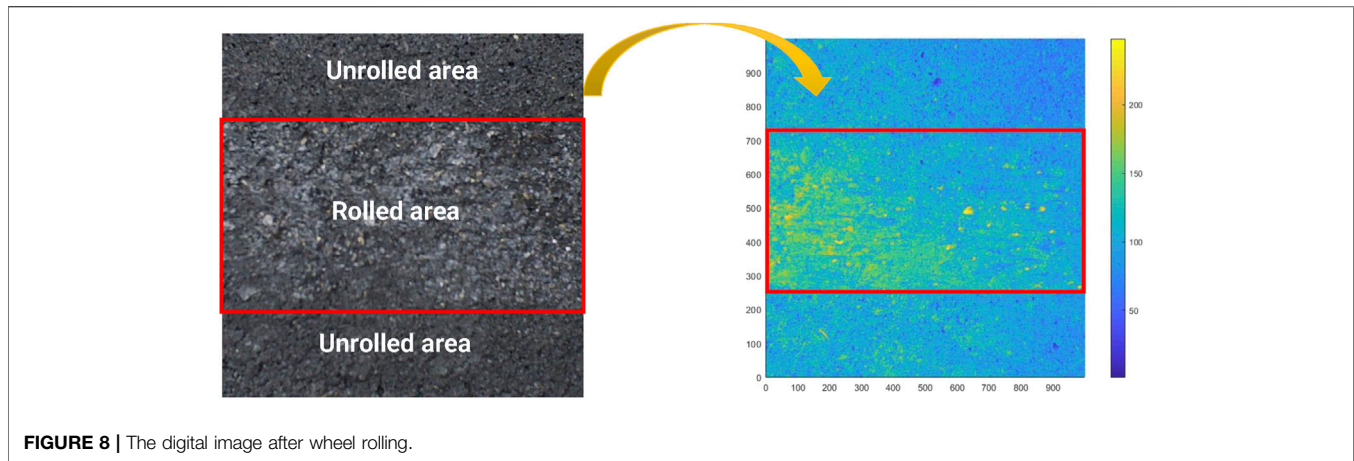 Unrolled area
Rolled area
Unrolled area
900
800
700
600
500
400
300
200
100
0
0 100 200 300 400 500 600 700 800 900
200
150
100
50
FIGURE 8 | The digital image after wheel rolling.